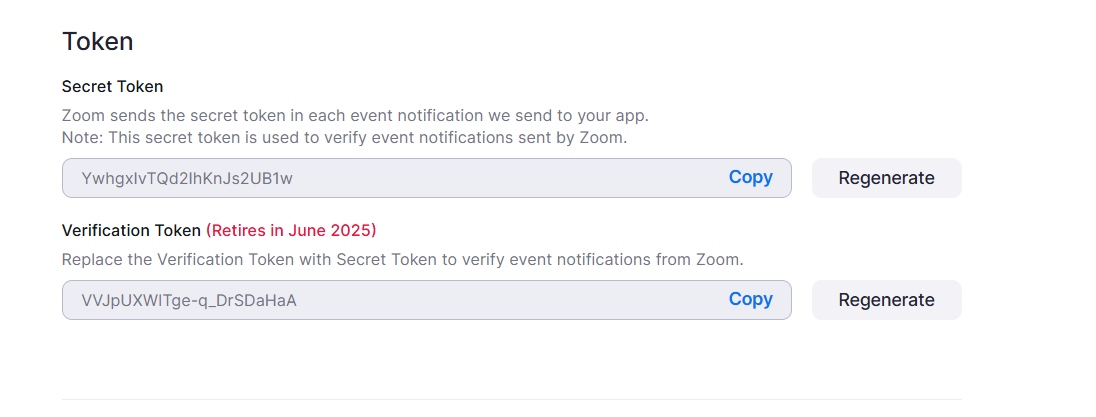 Token
Secret Token
Zoom sends the secret token in each event notification we send to your app.
Note: This secret token is used to verify event notifications sent by Zoom.
YwhgxIvTQd2IhKnJs2UB1w Copy Regenerate
Verification Token (Retires in June 2025)
Replace the Verification Token with Secret Token to verify event notifications from Zoom.
VVJpUXWlTge-q_DrSDaHaA Copy Regenerate